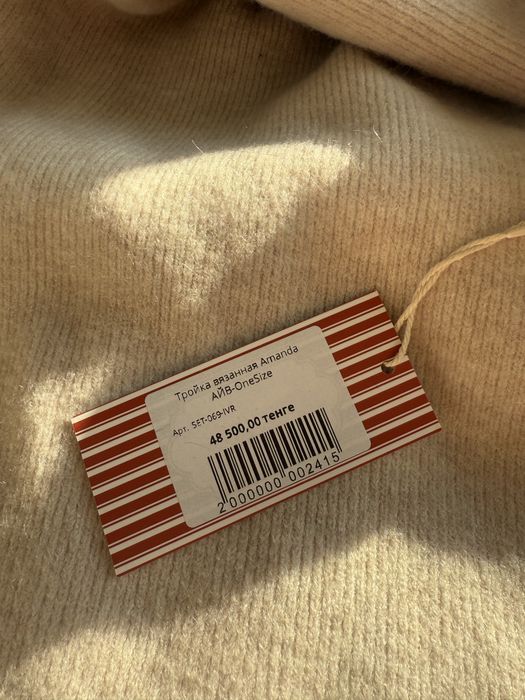 Тройка вязанная Amanda
АЙВ-OneSize
Арт. SET-069-IVR
48 500,00 тенге
2 000000 002415